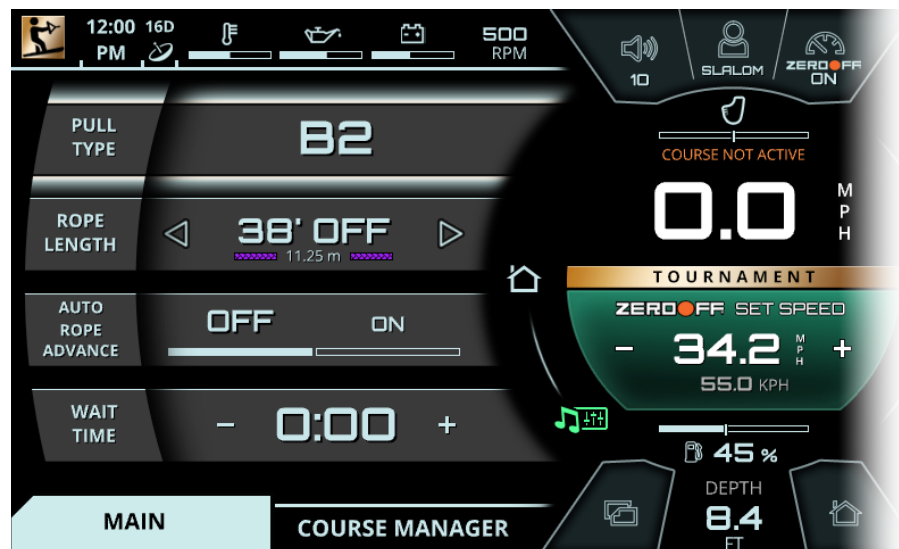 12:00 16D
PM
500
RPM
10
SLALOM
ZEROOFF
ON
PULL
TYPE
B2
COURSE NOT ACTIVE
0.0
M
P
H
ROPE
LENGTH
38' OFF
11.25 m
TOURNAMENT
ZEROOFF SET SPEED
- 34.2 +
M
P
H
55.0 KPH
AUTO
ROPE
ADVANCE
OFF
ON
WAIT
TIME
- 0:00 +
45 %
DEPTH
8.4
FT
MAIN
COURSE MANAGER